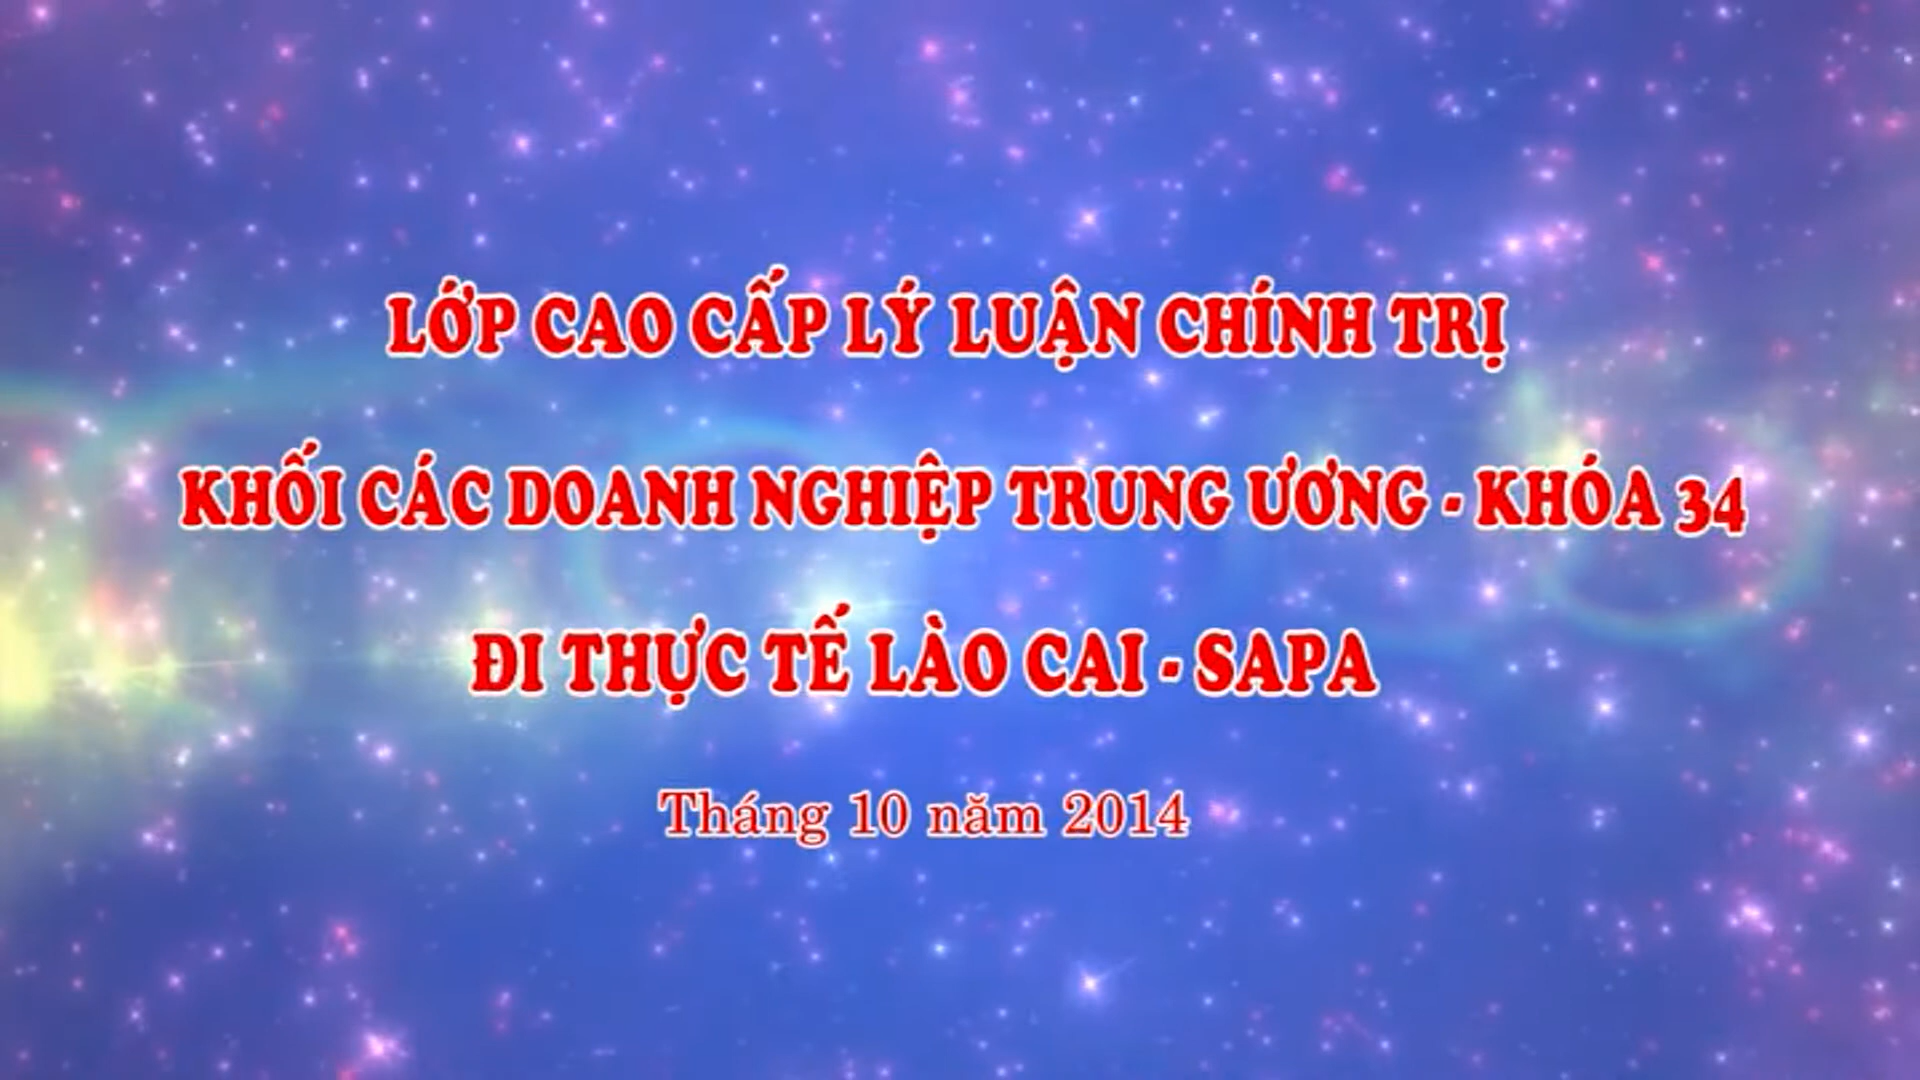 LỚP CAO CẤP LÝ LUẬN CHÍNH TRỊ
KHỐI CÁC DOANH NGHIỆP TRUNG ƯƠNG - KHÓA 34
ĐI THỰC TẾ LÀO CAI - SAPA
Tháng 10 năm 2014